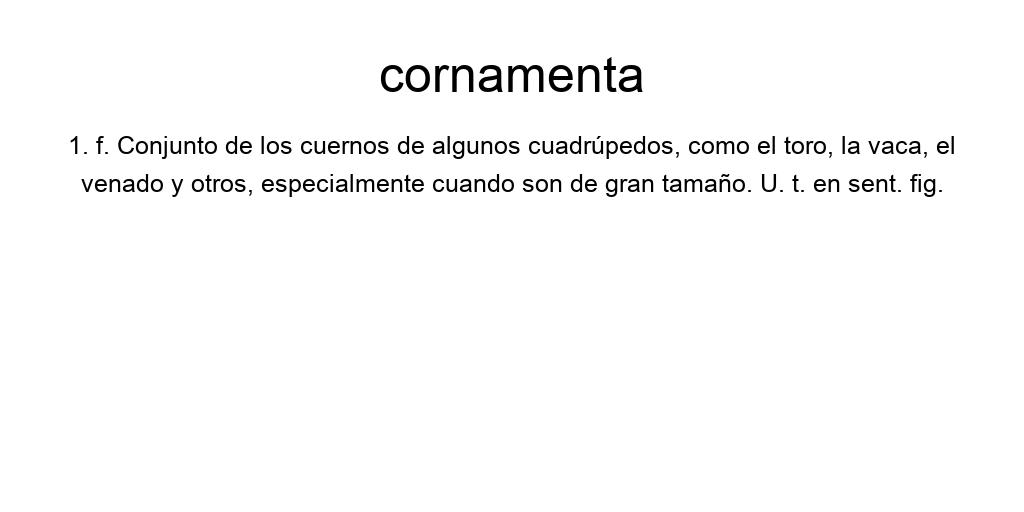 cornamenta
1. f. Conjunto de los cuernos de algunos cuadrúpedos, como el toro, la vaca, el
venado y otros, especialmente cuando son de gran tamaño. U. t. en sent. fig.